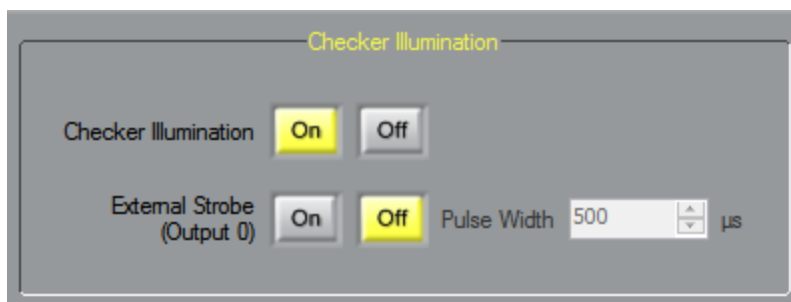 Checker Illumination
Checker Illumination On Off
External Strobe
(Output 0) On Off Pulse Width 500 µs